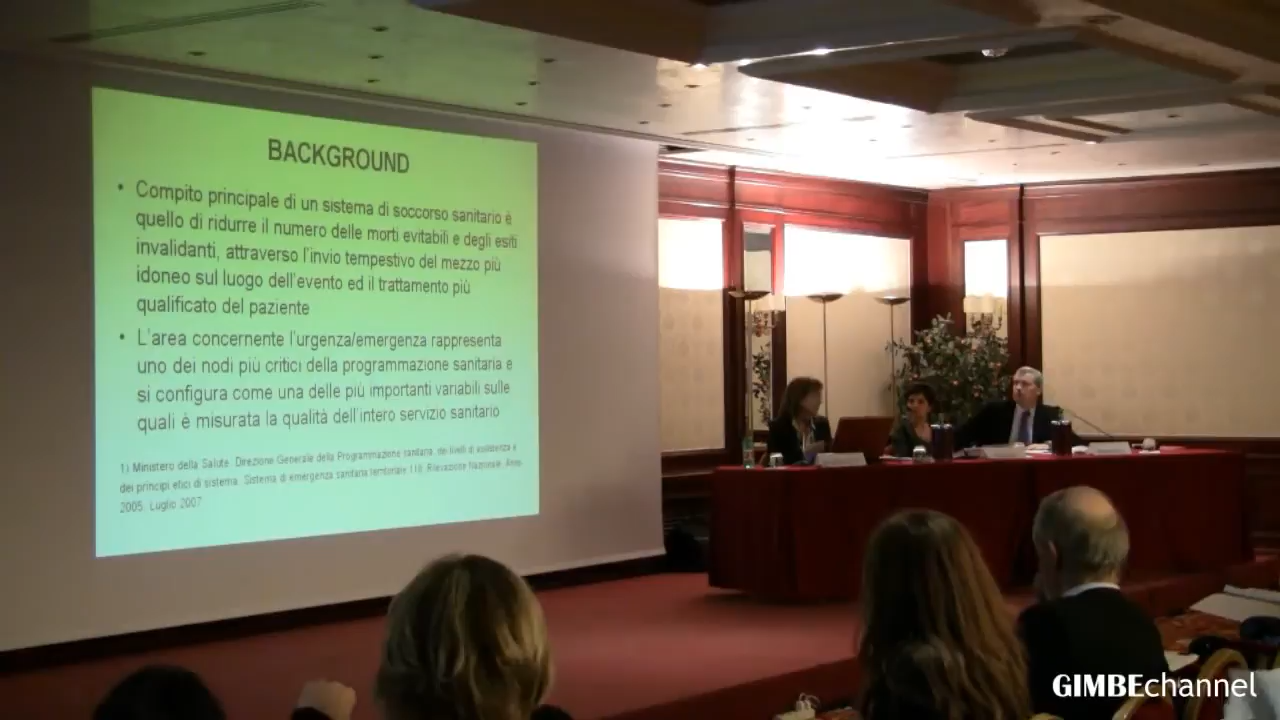 BACKGROUND
• Compito principale di un sistema di soccorso sanitario è
quello di ridurre il numero delle morti evitabili e degli esiti
invalidanti, attraverso l'invio tempestivo del mezzo più
idoneo sul luogo dell'evento ed il trattamento più
qualificato del paziente
• L'area concernente l'urgenza/emergenza rappresenta
uno dei nodi più critici della programmazione sanitaria e
si configura come una delle più importanti variabili sulle
quali è misurata la qualità dell'intero servizio sanitario
1) Ministero della Salute. Direzione Generale della Programmazione sanitaria, dei livelli di assistenza e
dei principi etici di sistema. Sistema di emergenza sanitaria territoriale 118. Rilevazione Nazionale. Anno
2005. Luglio 2007
GIMBEchannel